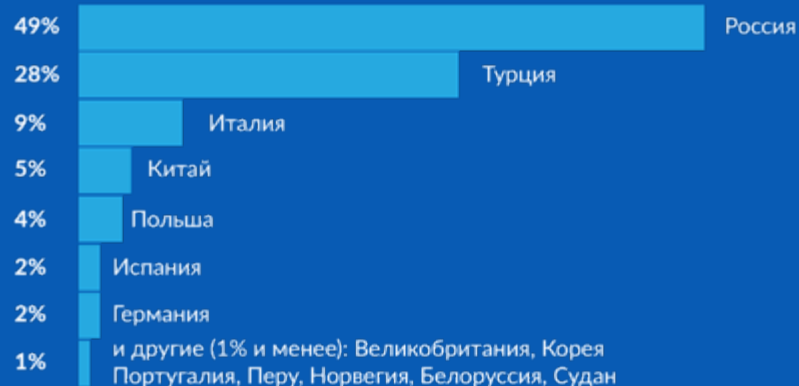 49% Россия
28% Турция
9% Италия
5% Китай
4% Польша
2% Испания
2% Германия
1% и другие (1% и менее): Великобритания, Корея
Португалия, Перу, Норвегия, Белоруссия, Судан